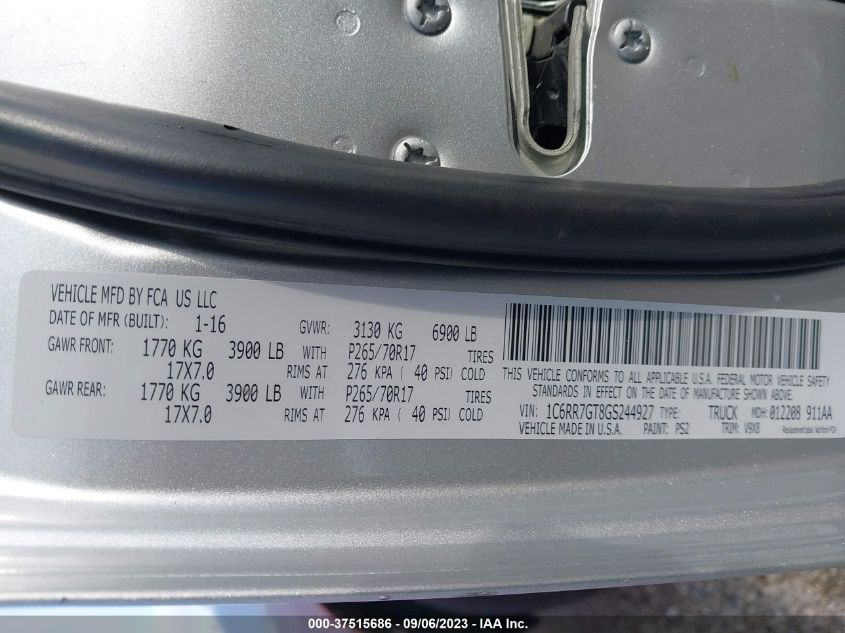 VEHICLE MFD BY FCA US LLC
DATE OF MFR (BUILT): 1-16 GVWR: 3130 KG 6900 LB
GAWR FRONT: 1770 KG 3900 LB WITH P265/70R17 TIRES
17X7.0 RIMS AT 276 KPA ( 40 PSI) COLD
GAWR REAR: 1770 KG 3900 LB WITH P265/70R17 TIRES
17X7.0 RIMS AT 276 KPA ( 40 PSI) COLD
THIS VEHICLE CONFORMS TO ALL APPLICABLE U.S.A. FEDERAL MOTOR VEHICLE SAFETY
STANDARDS IN EFFECT ON THE DATE OF MANUFACTURE SHOWN ABOVE.
VIN: 1C6RR7GT8GS244927 TYPE: TRUCK MDH: 012208 911AA
VEHICLE MADE IN U.S.A. PAINT: PS2 TRIM: V9X8 Replacement label. Not from FCA
000-37515686 - 09/06/2023 - IAA Inc.